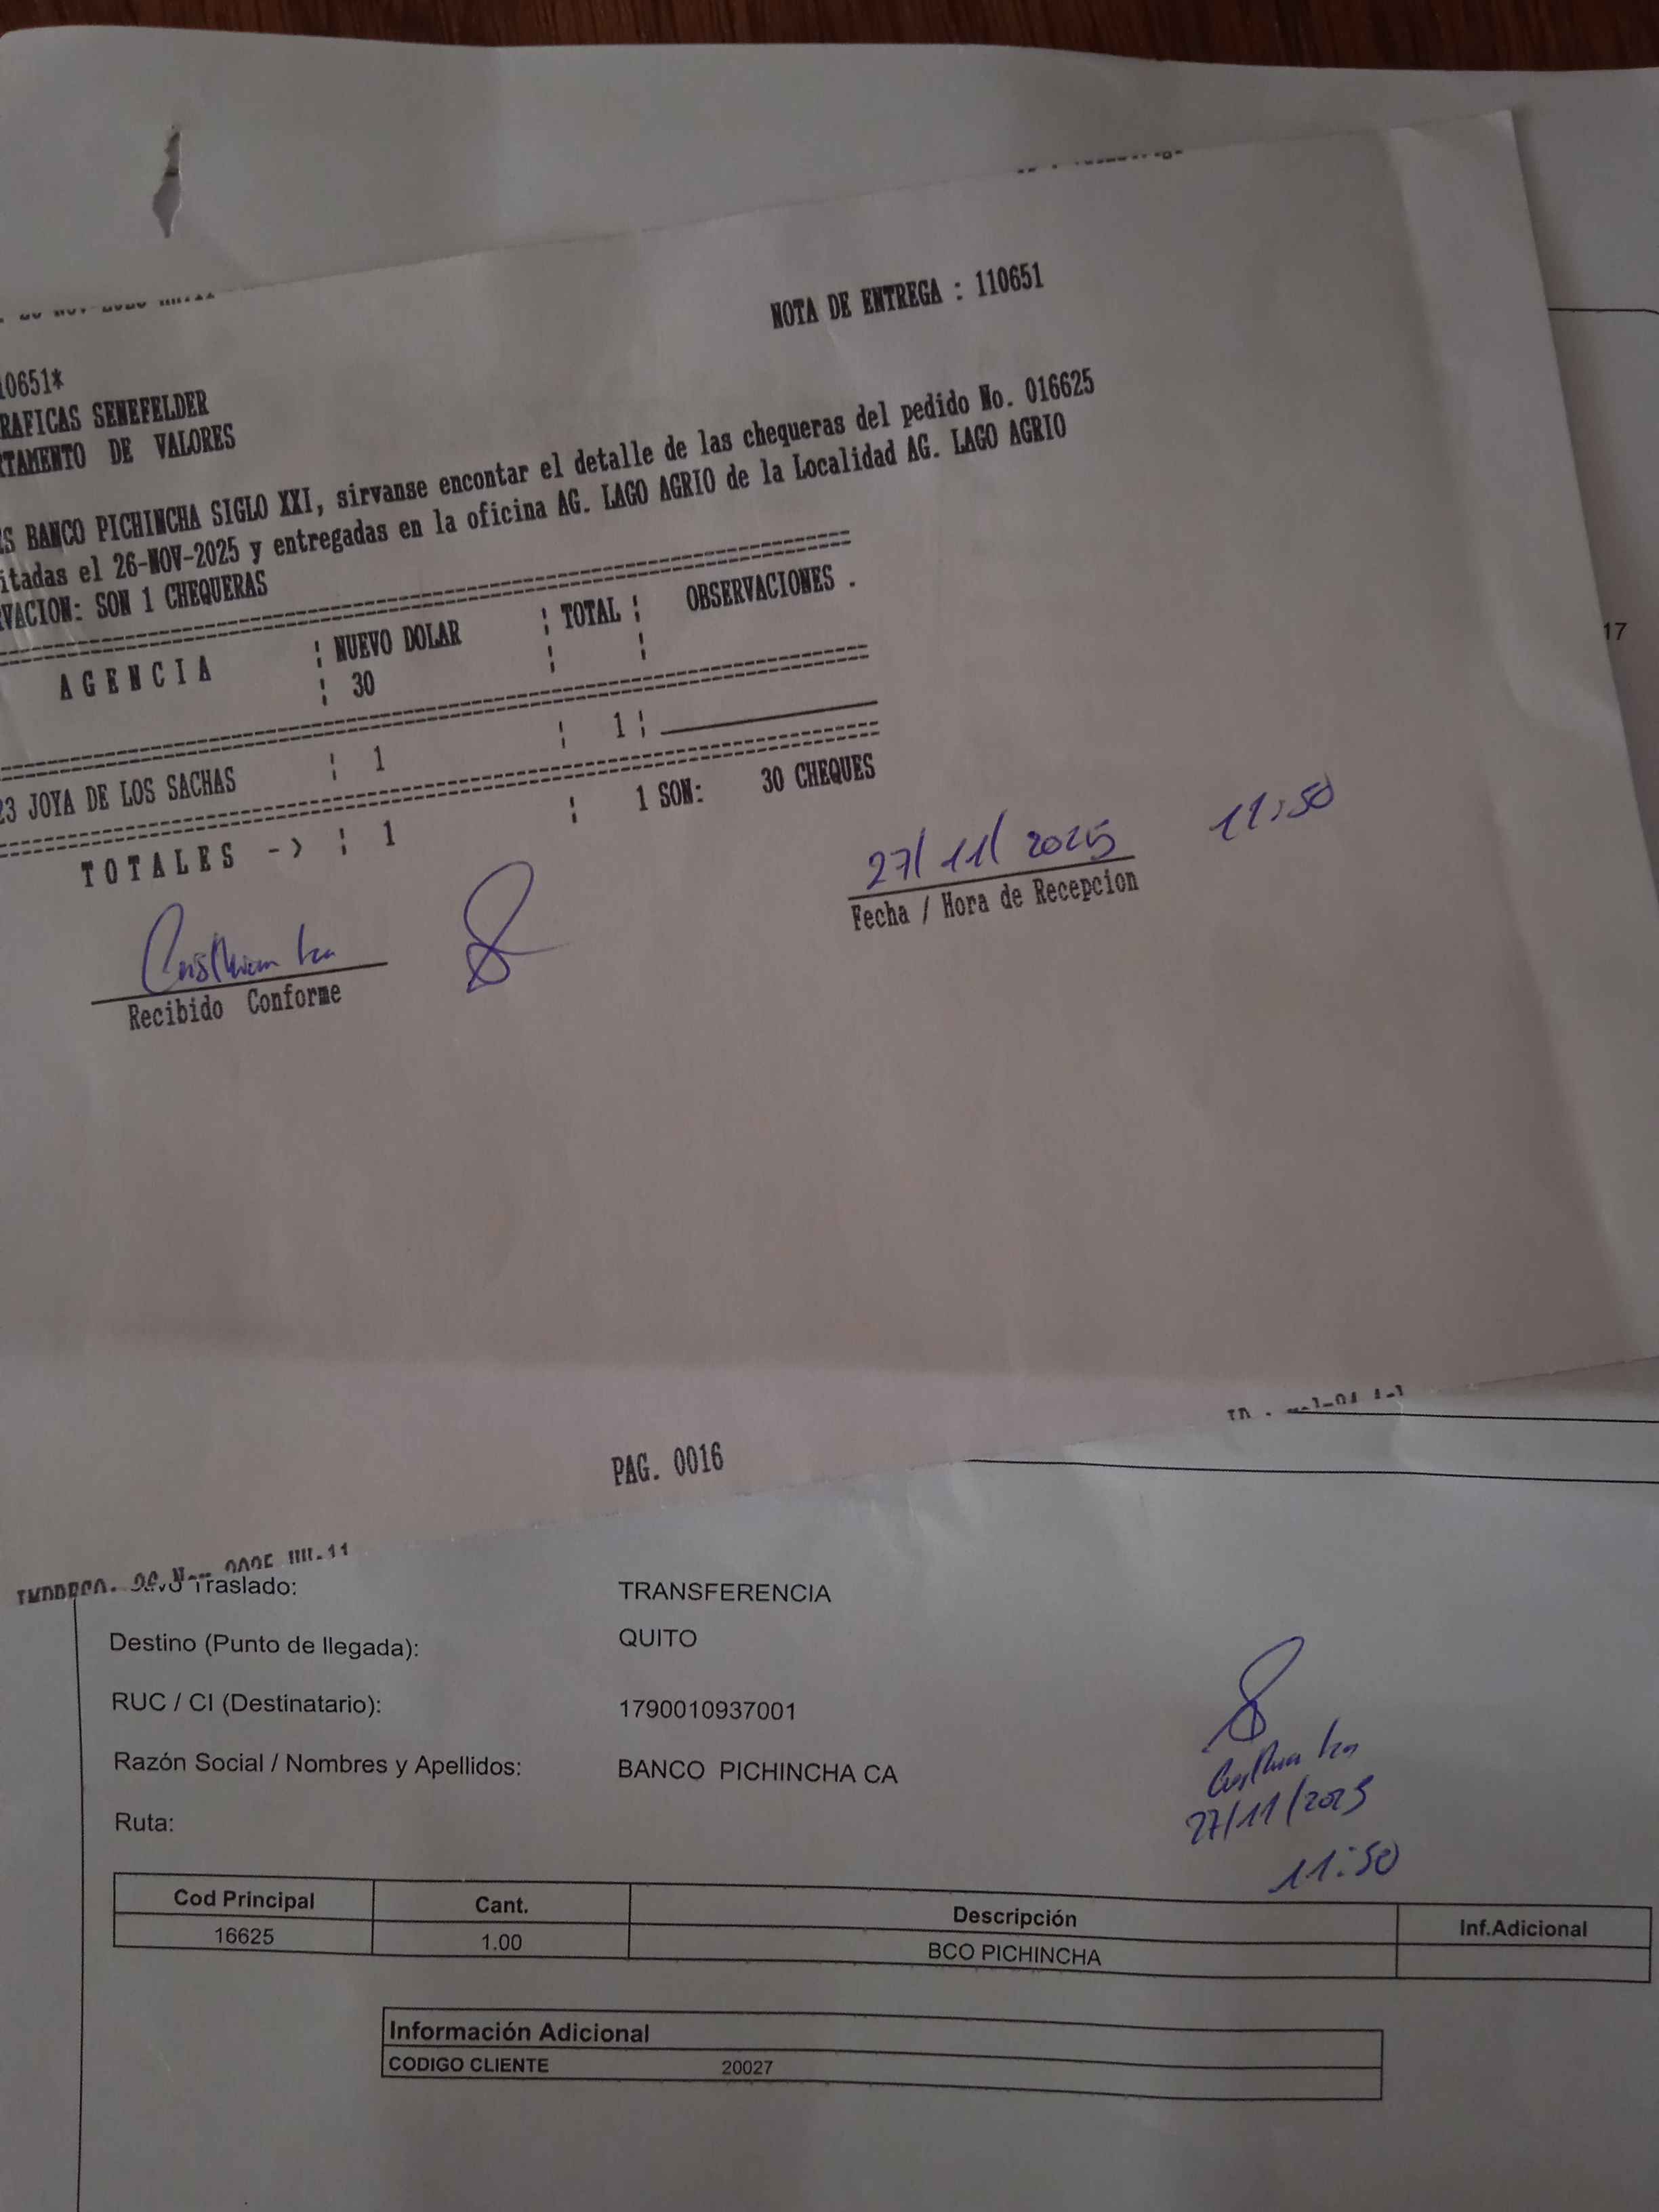 NOTA DE ENTREGA : 110651
10651*
RAFICAS SENEFELDER
RTAMENTO DE VALORES
ES BANCO PICHINCHA SIGLO XXI, sirvanse encontar el detalle de las chequeras del pedido No. 016625
itadas el 26-NOV-2025 y entregadas en la oficina AG. LAGO AGRIO de la Localidad AG. LAGO AGRIO
RVACION: SON 1 CHEQUERAS
A G E N C I A ¦ NUEVO DOLAR ¦ TOTAL ¦ OBSERVACIONES .
¦ 30 ¦ ¦
23 JOYA DE LOS SACHAS ¦ 1 ¦ 1 ¦
T O T A L E S - > ¦ 1 ¦ 1 SON: 30 CHEQUES
27/11/2025 11:50
Fecha / Hora de Recepcion
Recibido Conforme
17
PAG. 0016
Traslado: TRANSFERENCIA
Destino (Punto de llegada): QUITO
RUC / CI (Destinatario): 1790010937001
Razón Social / Nombres y Apellidos: BANCO PICHINCHA CA
Ruta:
27/11/2025
11:50
Cod Principal Cant. Descripción Inf.Adicional
16625 1.00 BCO PICHINCHA
Información Adicional
CODIGO CLIENTE 20027